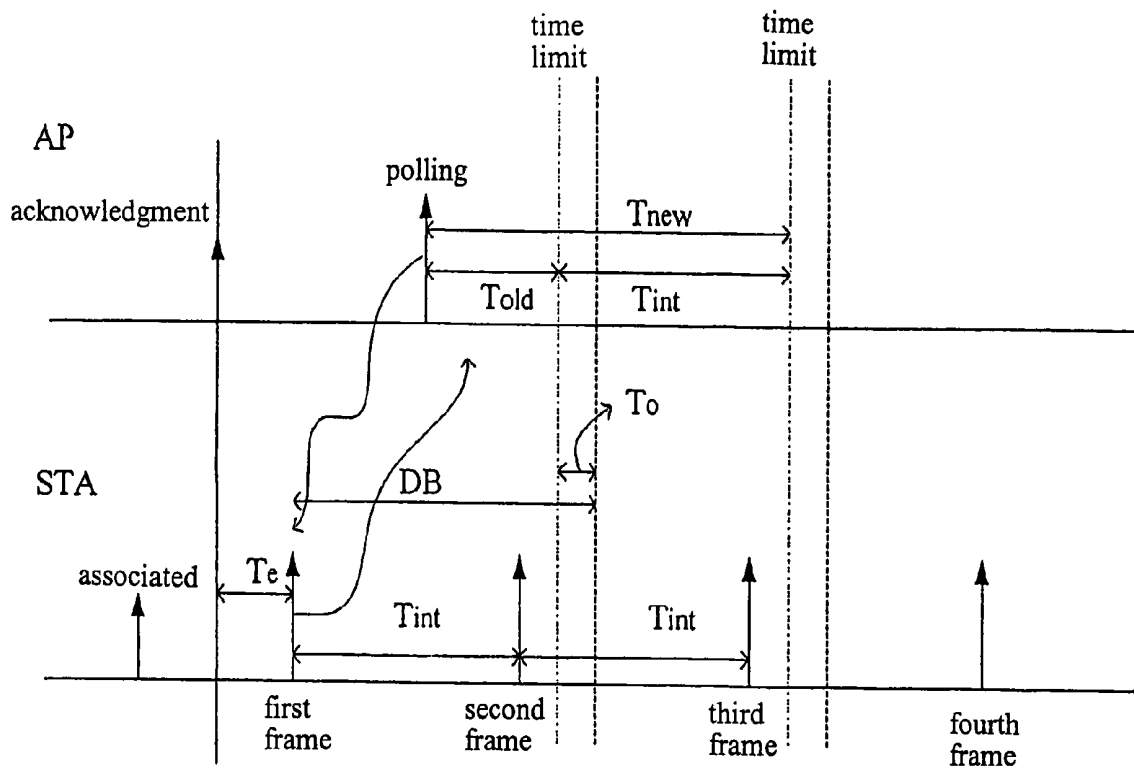 time
limit
time
limit
AP
polling
acknowledgment
Tnew
Told
Tint
To
STA
DB
associated
Te
Tint
Tint
first
frame
second
frame
third
frame
fourth
frame